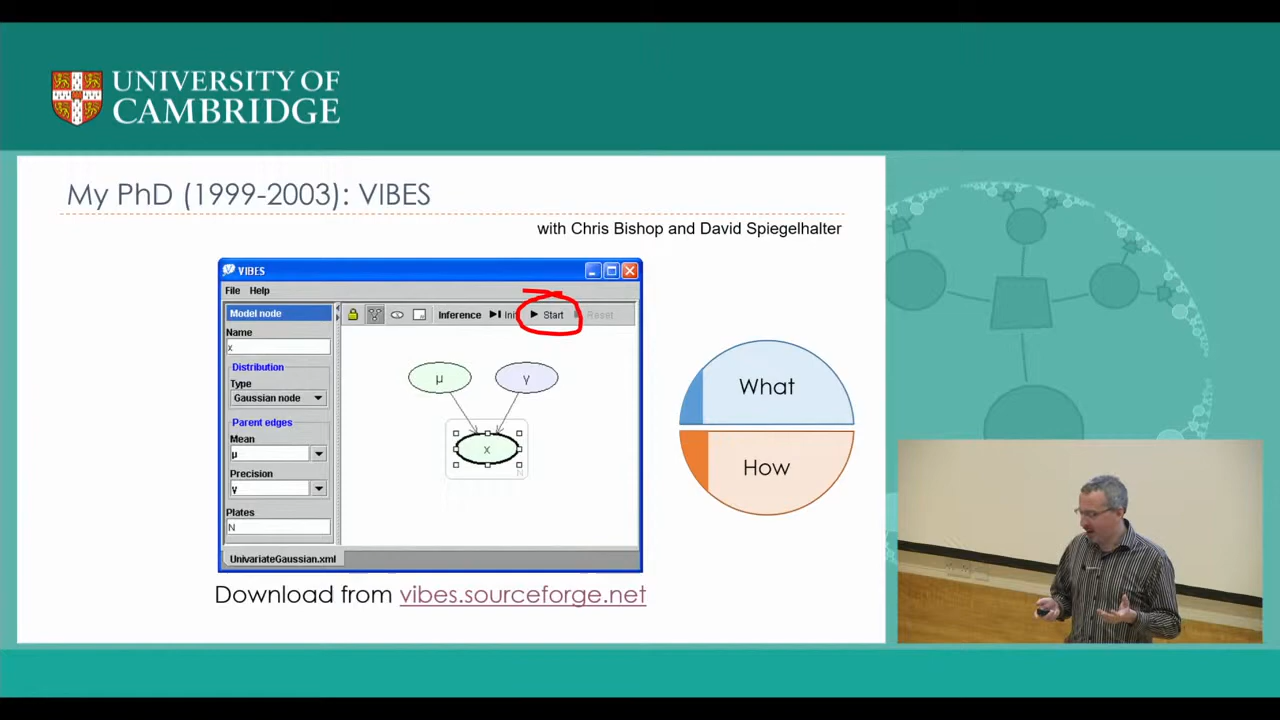 UNIVERSITY OF
CAMBRIDGE
My PhD (1999-2003): VIBES
with Chris Bishop and David Spiegelhalter
VIBES
File Help
Model node
Name
x
Distribution
Type
Gaussian node
Parent edges
Mean
μ
Precision
γ
Plates
N
Inference Init Start Reset
μ
γ
x
N
UnivariateGaussian.xml
What
How
Download from vibes.sourceforge.net